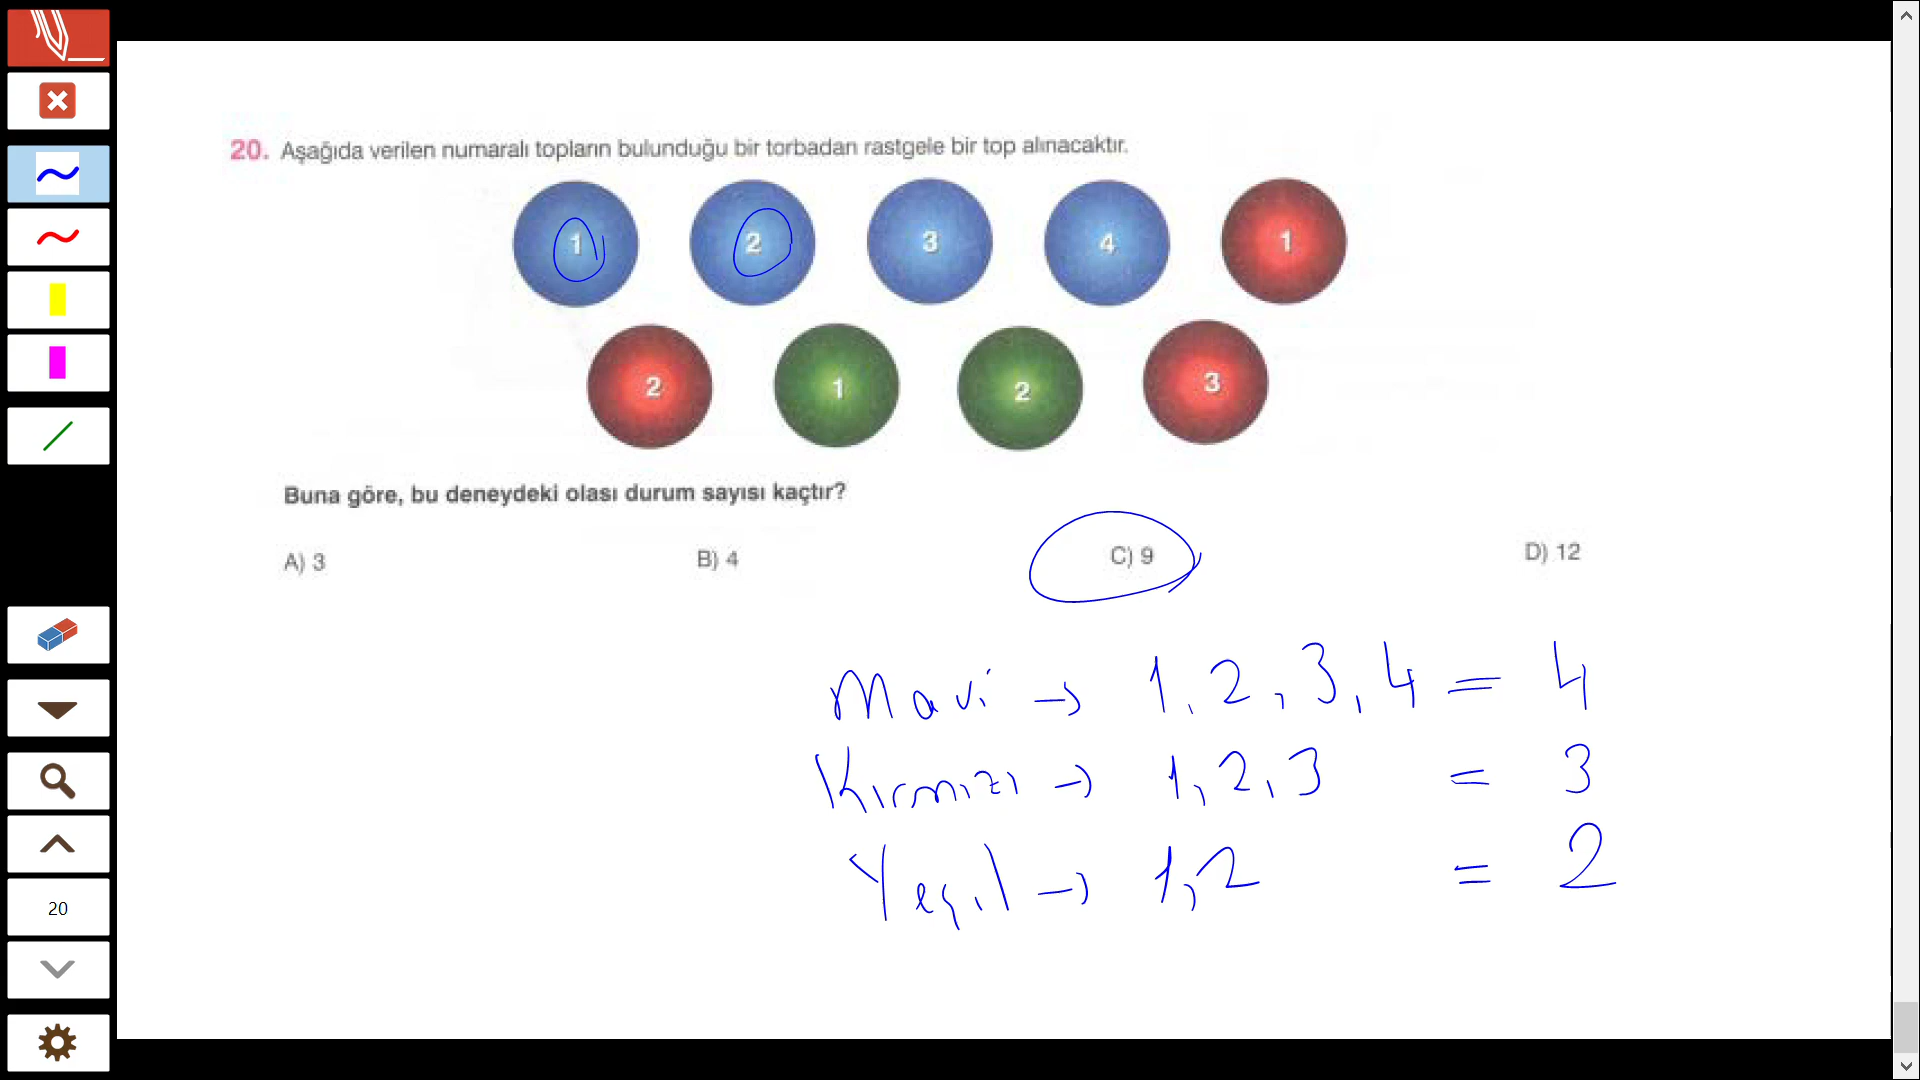 20. Aşağıda verilen numaralı topların bulunduğu bir torbadan rastgele bir top alınacaktır.
1 2 3 4 1
2 1 2 3
Buna göre, bu deneydeki olası durum sayısı kaçtır?
A) 3 B) 4 C) 9 D) 12
Mavi → 1, 2, 3, 4 = 4
Kırmızı → 1, 2, 3 = 3
Yeşil → 1, 2 = 2
20